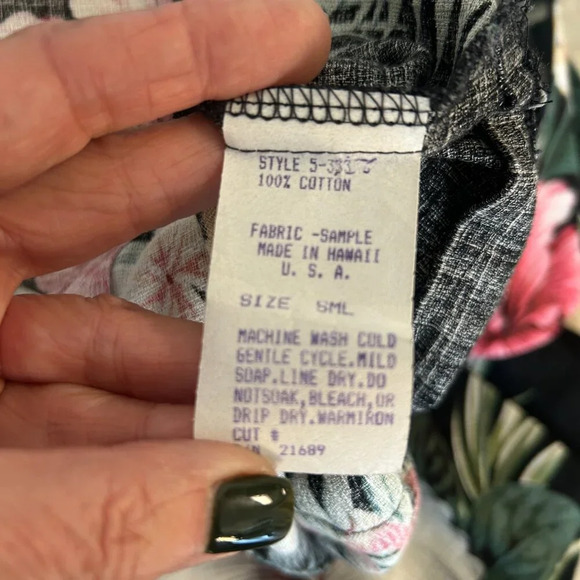 STYLE 5-
100% COTTON
FABRIC -SAMPLE
MADE IN HAWAII
U. S. A.
SIZE SML
MACHINE WASH COLD
GENTLE CYCLE.MILD
SOAP.LINE DRY.DO
NOTSOAK,BLEACH,OR
DRIP DRY.WARMIRON
CUT #
21689